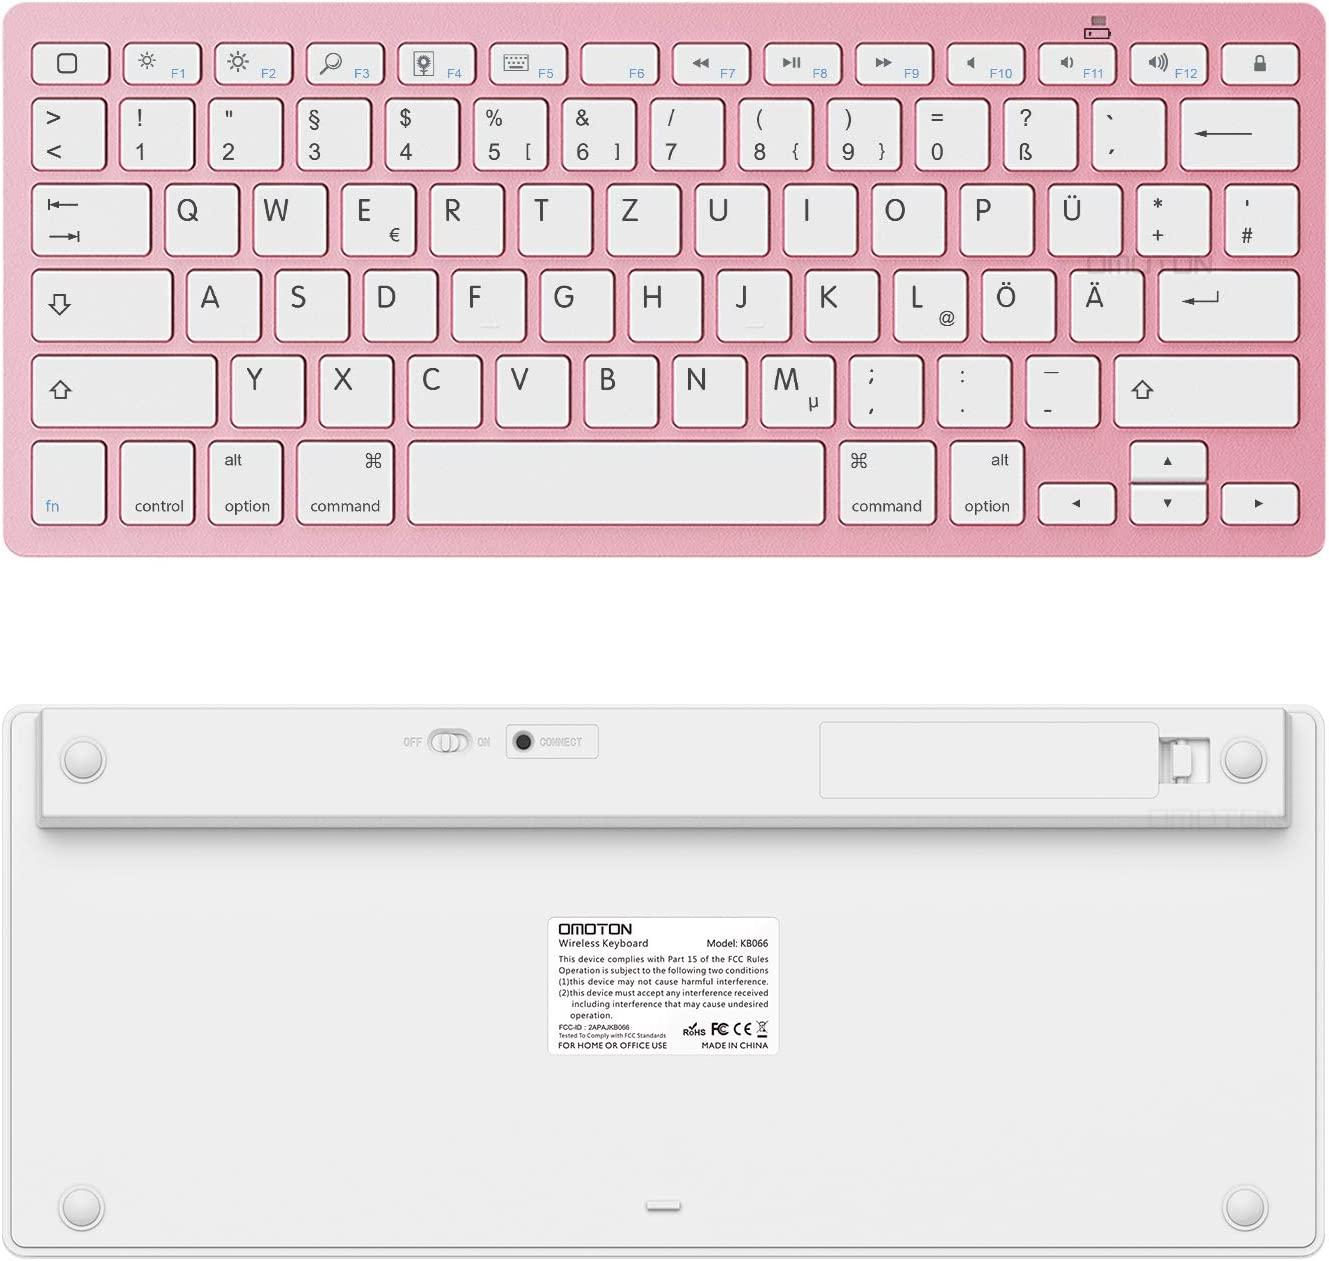 F1 F2 F3 F4 F5 F6 F7 F8 F9 F10 F11 F12
> ! " § $ % & / ( ) = ? `
< 1 2 3 4 5 [ 6 ] 7 8 { 9 } 0 ß ´
Q W E R T Z U I O P Ü * '
€ + #
OMOTON
A S D F G H J K L Ö Ä
@
Y X C V B N M ; : —
µ , . -
alt ⌘ ⌘ alt
fn control option command command option
OFF ON CONNECT
OMOTON
OMOTON
Wireless Keyboard Model: KB066
This device complies with Part 15 of the FCC Rules
Operation is subject to the following two conditions
(1)this device may not cause harmful interference.
(2)this device must accept any interference received
including interference that may cause undesired
operation.
FCC-ID : 2APAJKB066
Tested To Comply with FCC Standards
RoHS FC CE
FOR HOME OR OFFICE USE MADE IN CHINA